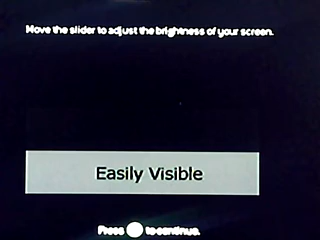 Move the slider to adjust the brightness of your screen.
Easily Visible
Press to continue.